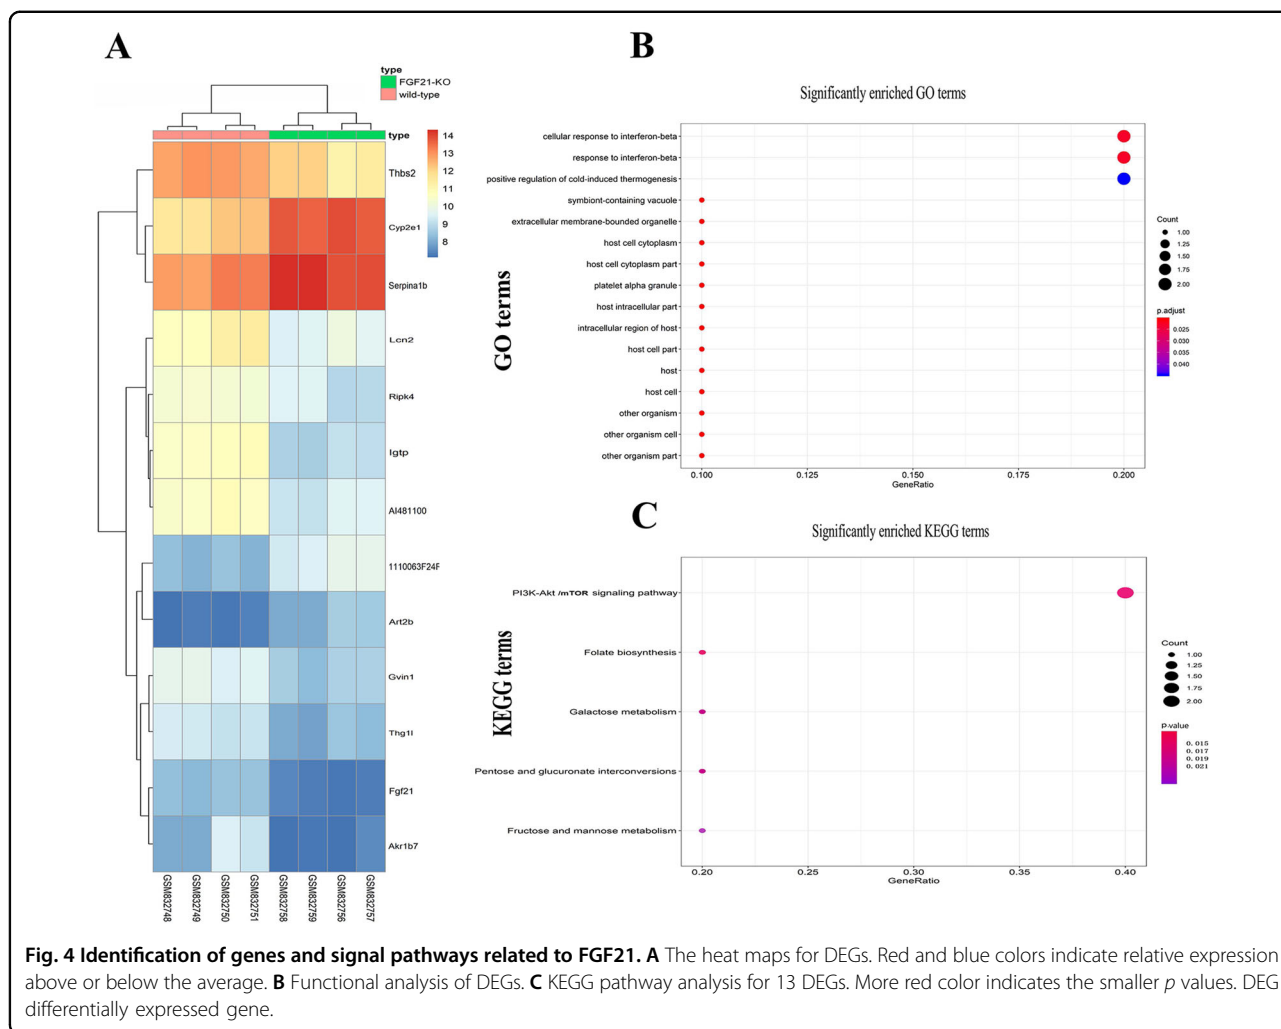 A
type
FGF21-KO
wild-type
type
14
13
12
11
10
9
8
Thbs2
Cyp2e1
Serpina1b
Lcn2
Ripk4
Igtp
AI481100
1110063F24F
Art2b
Gvin1
Thg1l
Fgf21
Akr1b7
GSM832748
GSM832749
GSM832750
GSM832751
GSM832758
GSM832759
GSM832756
GSM832757
B
Significantly enriched GO terms
GO terms
cellular response to interferon-beta
response to interferon-beta
positive regulation of cold-induced thermogenesis
symbiont-containing vacuole
extracellular membrane-bounded organelle
host cell cytoplasm
host cell cytoplasm part
platelet alpha granule
host intracellular part
intracellular region of host
host cell part
host
host cell
other organism
other organism cell
other organism part
0.100 0.125 0.150 0.175 0.200
GeneRatio
Count
1.00
1.25
1.50
1.75
2.00
p.adjust
0.025
0.030
0.035
0.040
C
Significantly enriched KEGG terms
KEGG terms
PI3K-Akt /mTOR signaling pathway
Folate biosynthesis
Galactose metabolism
Pentose and glucuronate interconversions
Fructose and mannose metabolism
0.20 0.25 0.30 0.35 0.40
GeneRatio
Count
1.00
1.25
1.50
1.75
2.00
p-value
0.015
0.017
0.019
0.021
Fig. 4 Identification of genes and signal pathways related to FGF21. A The heat maps for DEGs. Red and blue colors indicate relative expression
above or below the average. B Functional analysis of DEGs. C KEGG pathway analysis for 13 DEGs. More red color indicates the smaller p values. DEG
differentially expressed gene.